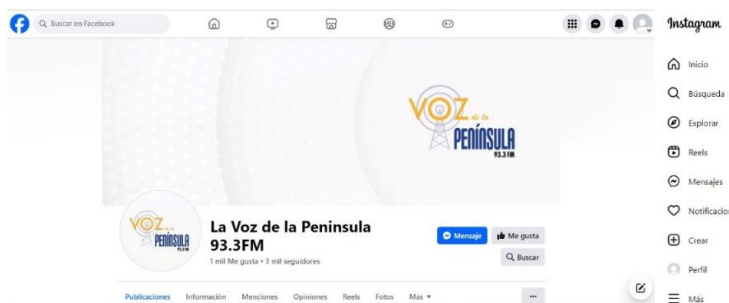 Buscar en Facebook
VOZ de la
PENÍNSULA
93.3 FM
VOZ
PENÍNSULA
La Voz de la Peninsula
93.3FM
1 mil Me gusta • 3 mil seguidores
Mensaje
Me gusta
Buscar
Publicaciones Información Menciones Opiniones Reels Fotos Más
Instagram
Inicio
Búsqueda
Explorar
Reels
Mensajes
Notificacio
Crear
Perfil
Más